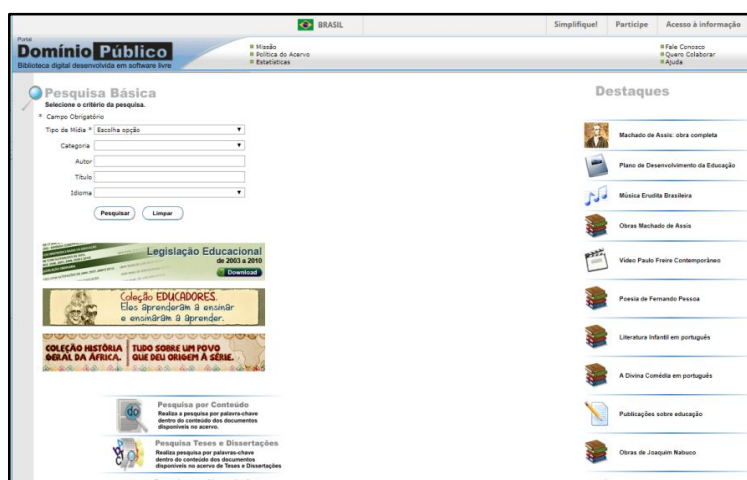 BRASIL
Simplifique!
Participe
Acesso à informação
Portal
Domínio Público
Biblioteca digital desenvolvida em software livre
Missão
Política do Acervo
Estatísticas
Fale Conosco
Quero Colaborar
Ajuda
Pesquisa Básica
Selecione o critério da pesquisa.
* Campo Obrigatório
Tipo de Mídia * Escolha opção
Categoria
Autor
Título
Idioma
Pesquisar
Limpar
Legislação Educacional
de 2003 a 2010
Download
Coleção EDUCADORES.
Eles aprenderam a ensinar
e ensinaram a aprender.
COLEÇÃO HISTÓRIA
GERAL DA ÁFRICA.
TUDO SOBRE UM POVO
QUE DEU ORIGEM À SÉRIE.
Pesquisa por Conteúdo
Realiza a pesquisa por palavra-chave
dentro do conteúdo dos documentos
disponíveis no acervo.
Pesquisa Teses e Dissertações
Realiza pesquisa por palavras-chave
dentro do conteúdo dos documentos
disponíveis no acervo de Teses e Dissertações
Destaques
Machado de Assis: obra completa
Plano de Desenvolvimento da Educação
Música Erudita Brasileira
Obras Machado de Assis
Vídeo Paulo Freire Contemporâneo
Poesia de Fernando Pessoa
Literatura Infantil em português
A Divina Comédia em português
Publicações sobre educação
Obras de Joaquim Nabuco